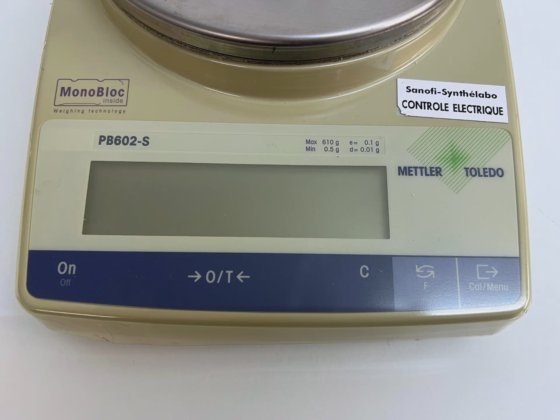 MonoBloc
inside
Weighing technology
Sanofi-Synthélabo
CONTROLE ELECTRIQUE
PB602-S
Max 610 g e= 0.1 g
Min 0.5 g d= 0.01 g
METTLER TOLEDO
On
Off
→O/T←
C
F
Cal/Menu